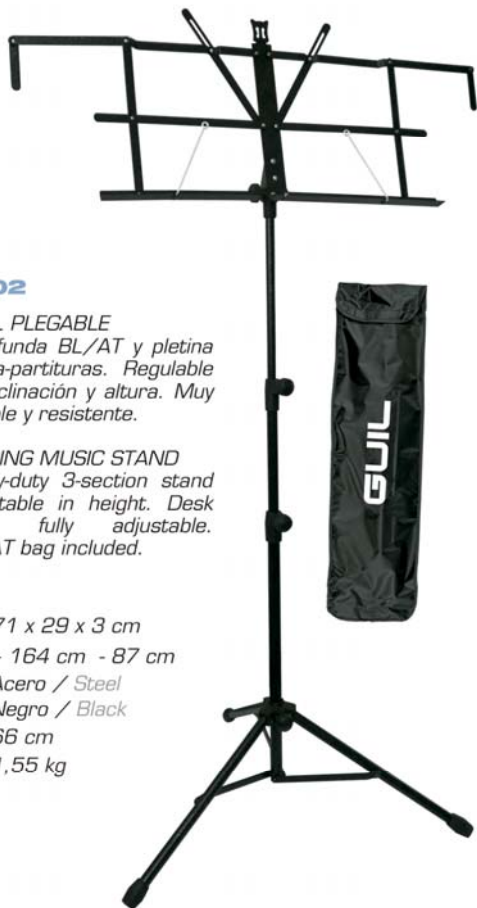 02
PLEGABLE
funda BL/AT y pletina
a-partituras. Regulable
clinación y altura. Muy
le y resistente.
ING MUSIC STAND
y-duty 3-section stand
table in height. Desk
fully adjustable.
AT bag included.
71 x 29 x 3 cm
- 164 cm - 87 cm
Acero / Steel
Negro / Black
66 cm
1,55 kg
GUIL